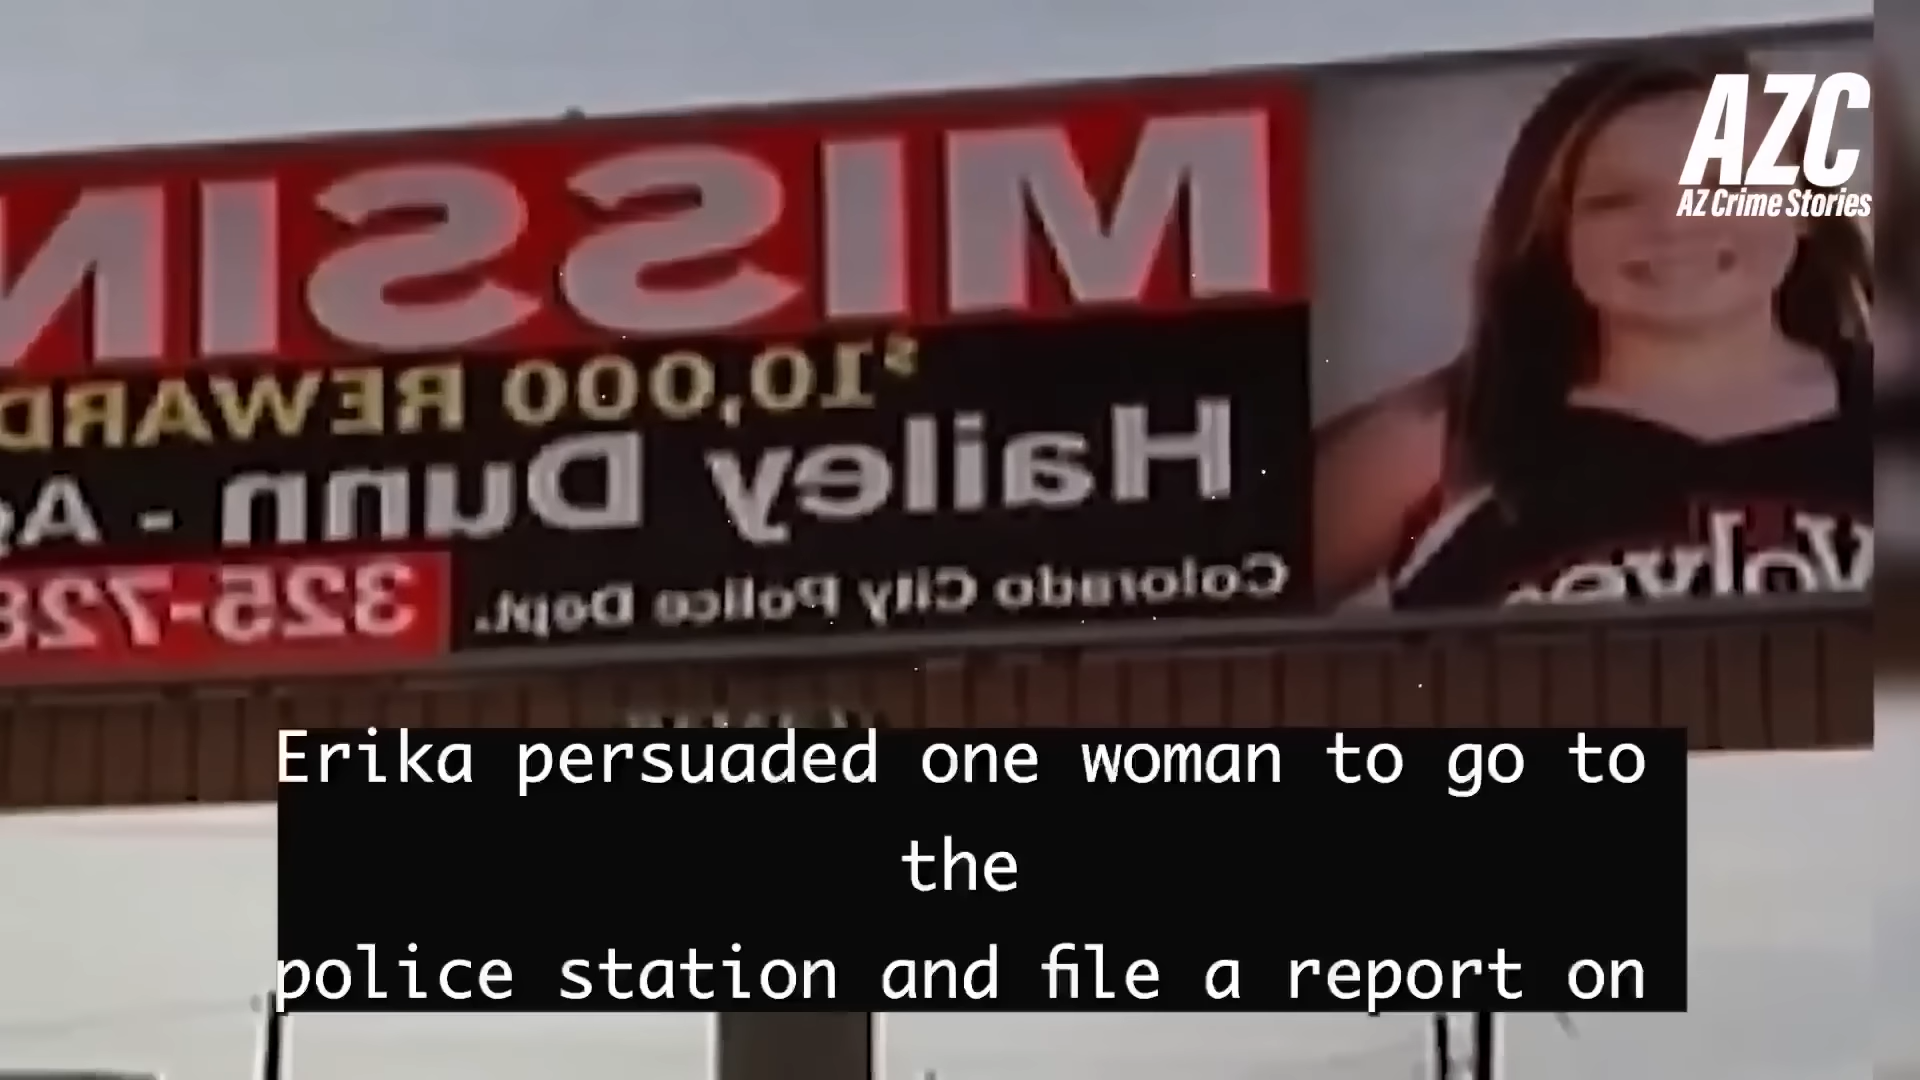 AZC
AZ Crime Stories
MISSIN
$10,000 REWARD
Hailey Dunn - Ag
Colorado City Police Dept.
325-728
Erika persuaded one woman to go to
the
police station and file a report on